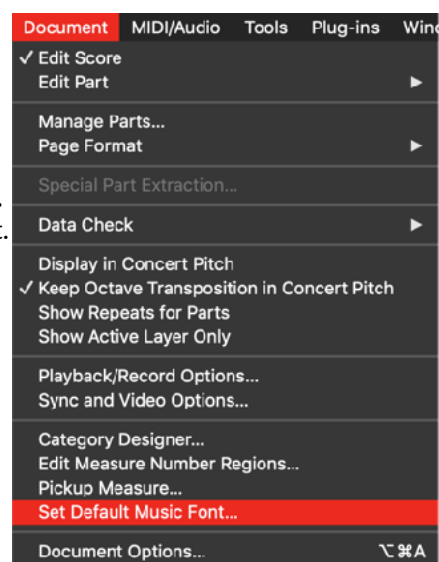 Document MIDI/Audio Tools Plug-ins
✓ Edit Score
Edit Part ▶
Manage Parts...
Page Format ▶
Special Part Extraction...
Data Check ▶
Display in Concert Pitch
✓ Keep Octave Transposition in Concert Pitch
Show Repeats for Parts
Show Active Layer Only
Playback/Record Options...
Sync and Video Options...
Category Designer...
Edit Measure Number Regions...
Pickup Measure...
Set Default Music Font...
Document Options... ⌥⌘A